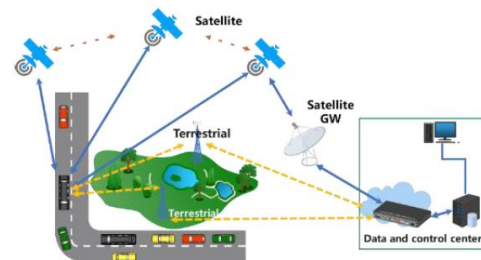 Satellite
Satellite
GW
Terrestrial
Terrestrial
Data and control center